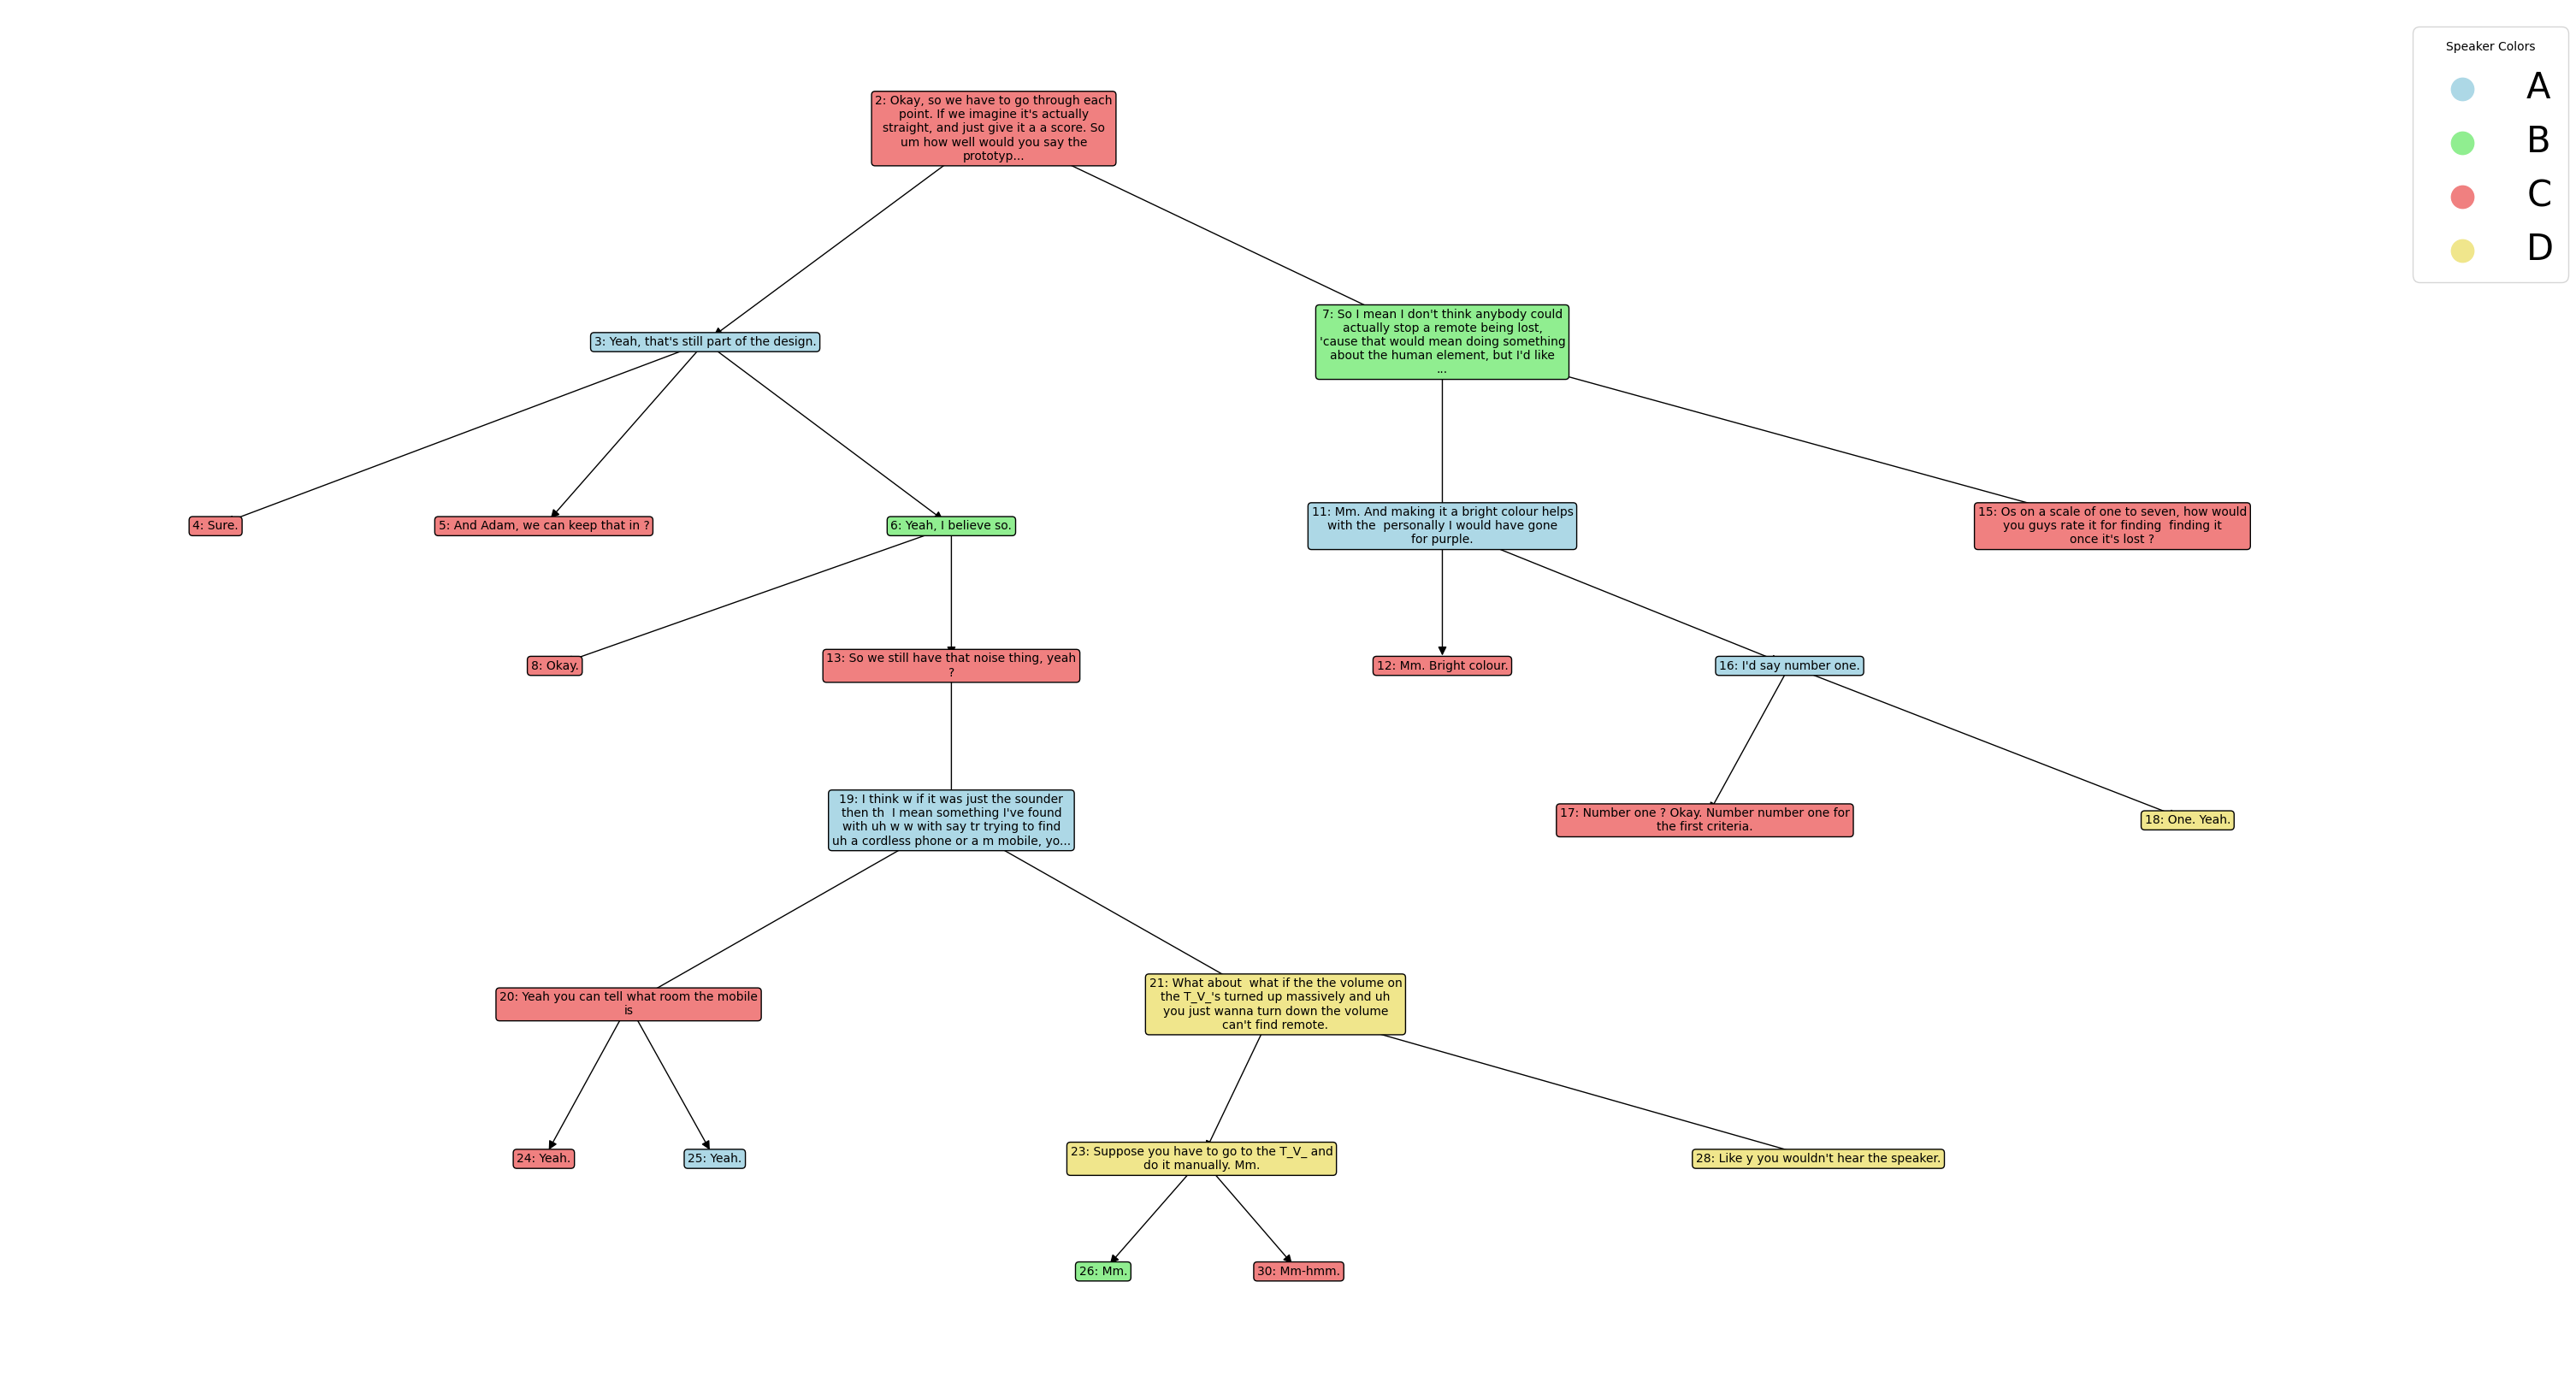 Speaker Colors
A
B
C
D
2: Okay, so we have to go through each
point. If we imagine it's actually
straight, and just give it a a score. So
um how well would you say the
prototyp...
3: Yeah, that's still part of the design.
7: So I mean I don't think anybody could
actually stop a remote being lost,
'cause that would mean doing something
about the human element, but I'd like
...
4: Sure.
5: And Adam, we can keep that in ?
6: Yeah, I believe so.
11: Mm. And making it a bright colour helps
with the  personally I would have gone
for purple.
15: Os on a scale of one to seven, how would
you guys rate it for finding  finding it
once it's lost ?
8: Okay.
13: So we still have that noise thing, yeah
?
12: Mm. Bright colour.
16: I'd say number one.
19: I think w if it was just the sounder
then th  I mean something I've found
with uh w w with say tr trying to find
uh a cordless phone or a m mobile, yo...
17: Number one ? Okay. Number number one for
the first criteria.
18: One. Yeah.
20: Yeah you can tell what room the mobile
is
21: What about  what if the the volume on
the T_V_'s turned up massively and uh
you just wanna turn down the volume
can't find remote.
24: Yeah.
25: Yeah.
23: Suppose you have to go to the T_V_ and
do it manually. Mm.
28: Like y you wouldn't hear the speaker.
26: Mm.
30: Mm-hmm.